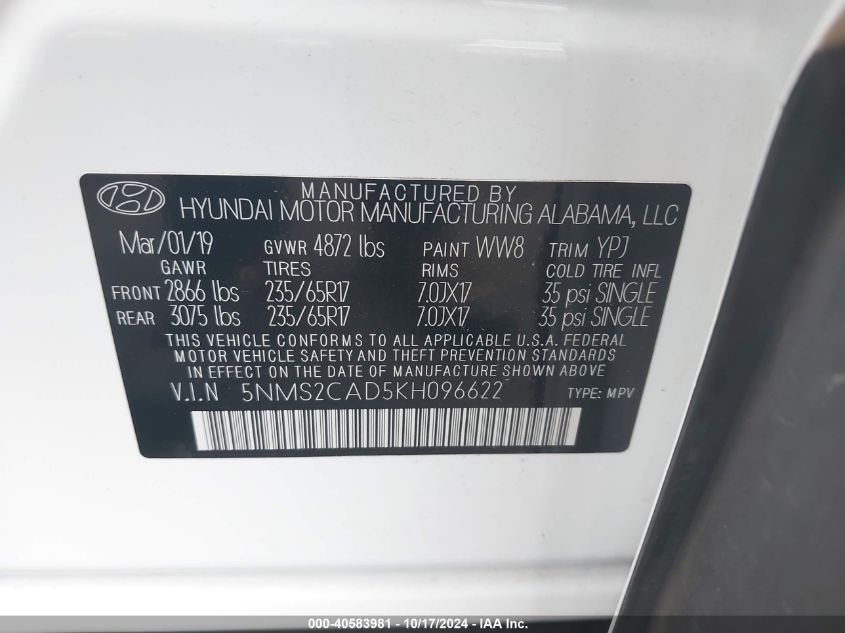 MANUFACTURED BY
HYUNDAI MOTOR MANUFACTURING ALABAMA, LLC
Mar/01/19 GVWR 4872 lbs PAINT WW8 TRIM YPJ
GAWR TIRES RIMS COLD TIRE INFL
FRONT 2866 lbs 235/65R17 7.0JX17 35 psi SINGLE
REAR 3075 lbs 235/65R17 7.0JX17 35 psi SINGLE
THIS VEHICLE CONFORMS TO ALL APPLICABLE U.S.A. FEDERAL
MOTOR VEHICLE SAFETY AND THEFT PREVENTION STANDARDS
IN EFFECT ON THE DATE OF MANUFACTURE SHOWN ABOVE
V.I.N 5NMS2CAD5KH096622 TYPE: MPV
000-40583981 - 10/17/2024 - IAA Inc.